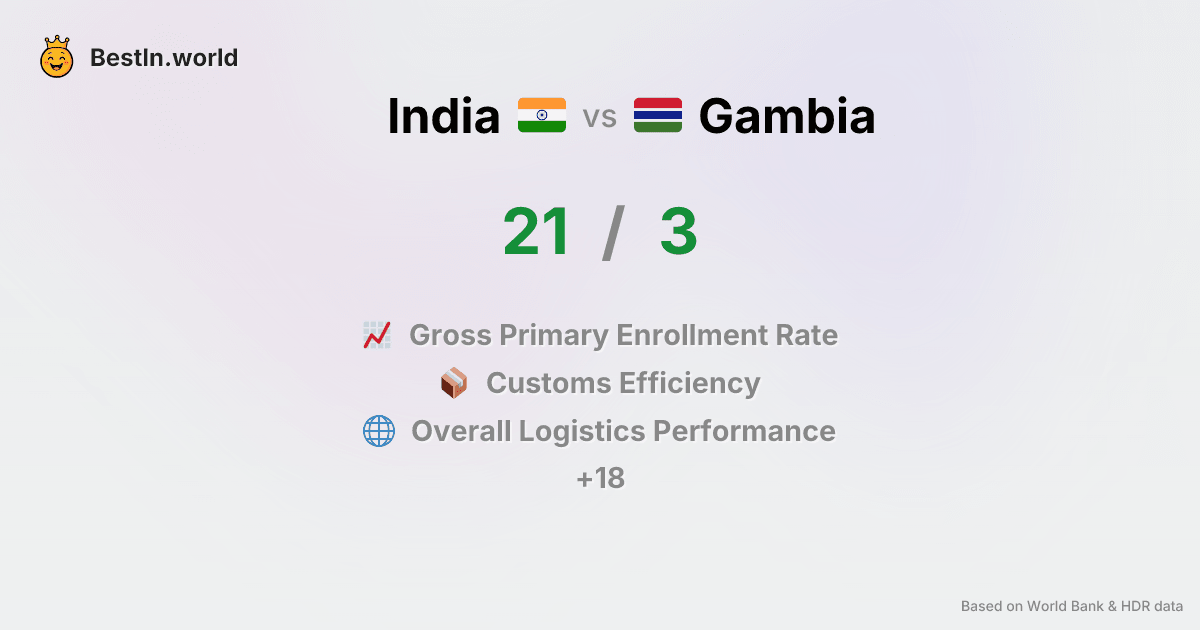 BestIn.world
India vs Gambia
21 / 3
Gross Primary Enrollment Rate
Customs Efficiency
Overall Logistics Performance
+18
Based on World Bank & HDR data